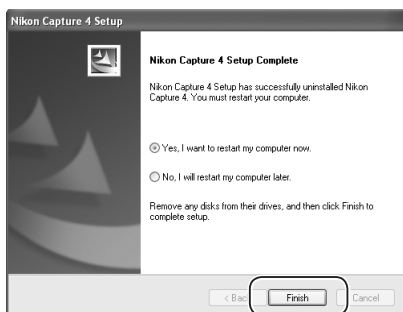 Nikon Capture 4 Setup
Nikon Capture 4 Setup Complete
Nikon Capture 4 Setup has successfully uninstalled Nikon
Capture 4. You must restart your computer.
Yes, I want to restart my computer now.
No, I will restart my computer later.
Remove any disks from their drives, and then click Finish to
complete setup.
< Bac Finish Cancel